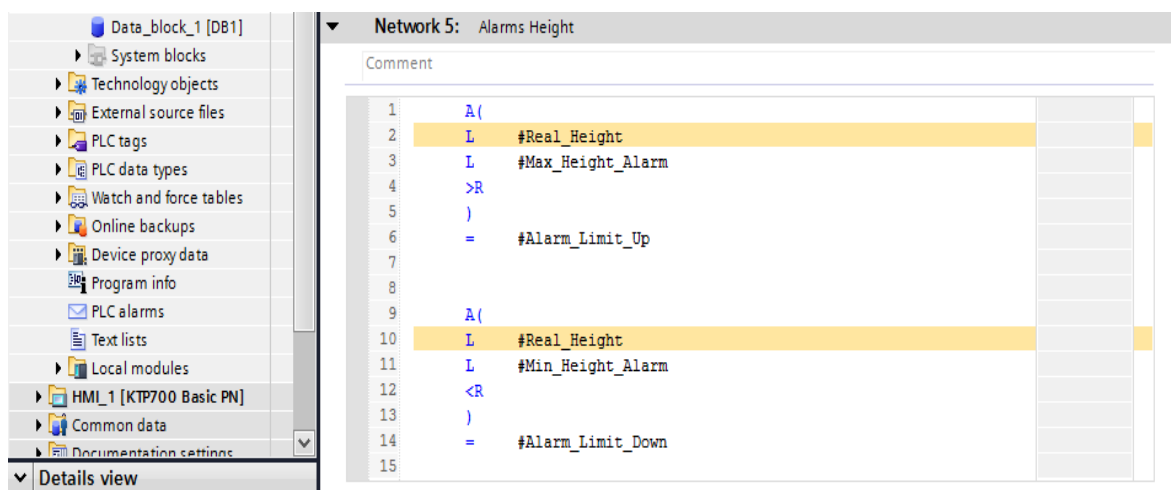 Data_block_1 [DB1]
System blocks
Technology objects
External source files
PLC tags
PLC data types
Watch and force tables
Online backups
Device proxy data
Program info
PLC alarms
Text lists
Local modules
HMI_1 [KTP700 Basic PN]
Common data
Documentation settings
Details view
Network 5: Alarms Height
Comment
1 A(
2 L #Real_Height
3 L #Max_Height_Alarm
4 >R
5 )
6 = #Alarm_Limit_Up
7
8
9 A(
10 L #Real_Height
11 L #Min_Height_Alarm
12 <R
13 )
14 = #Alarm_Limit_Down
15